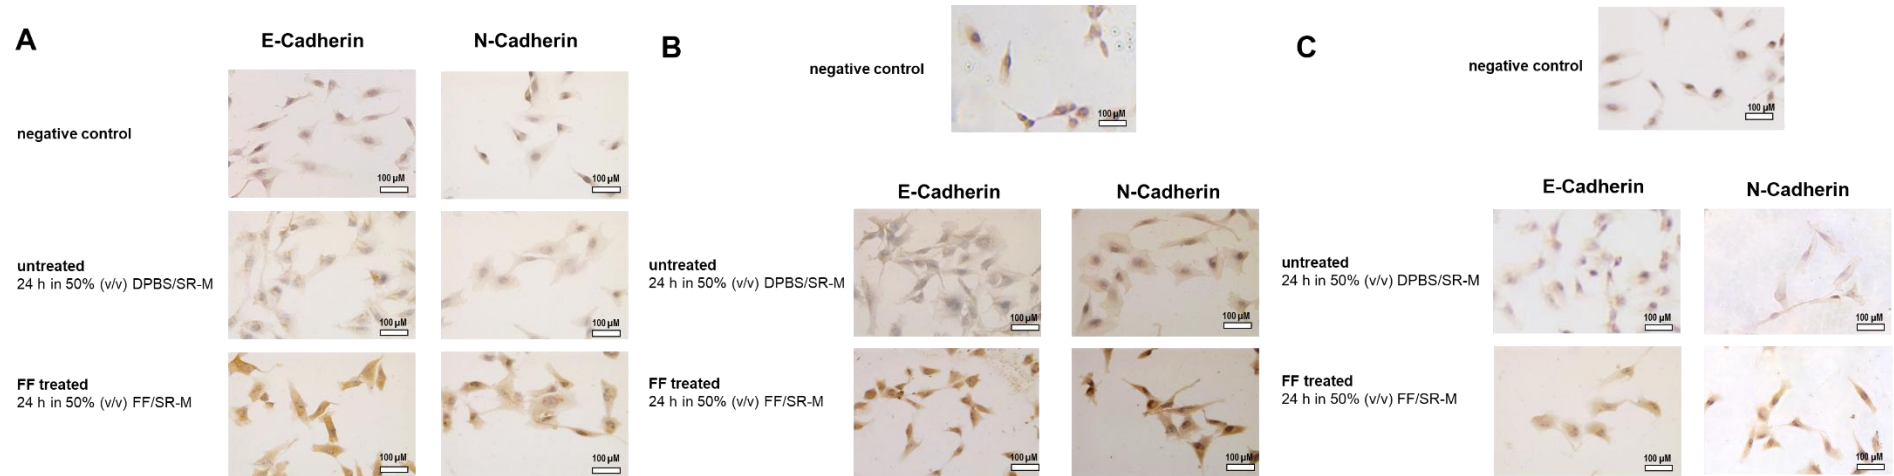 A
E-Cadherin
N-Cadherin
negative control
100 µM
100 µM
untreated
24 h in 50% (v/v) DPBS/SR-M
100 µM
100 µM
FF treated
24 h in 50% (v/v) FF/SR-M
100 µM
100 µM
B
negative control
100 µM
E-Cadherin
N-Cadherin
untreated
24 h in 50% (v/v) DPBS/SR-M
100 µM
100 µM
FF treated
24 h in 50% (v/v) FF/SR-M
100 µM
100 µM
C
negative control
100 µM
E-Cadherin
N-Cadherin
untreated
24 h in 50% (v/v) DPBS/SR-M
100 µM
100 µM
FF treated
24 h in 50% (v/v) FF/SR-M
100 µM
100 µM